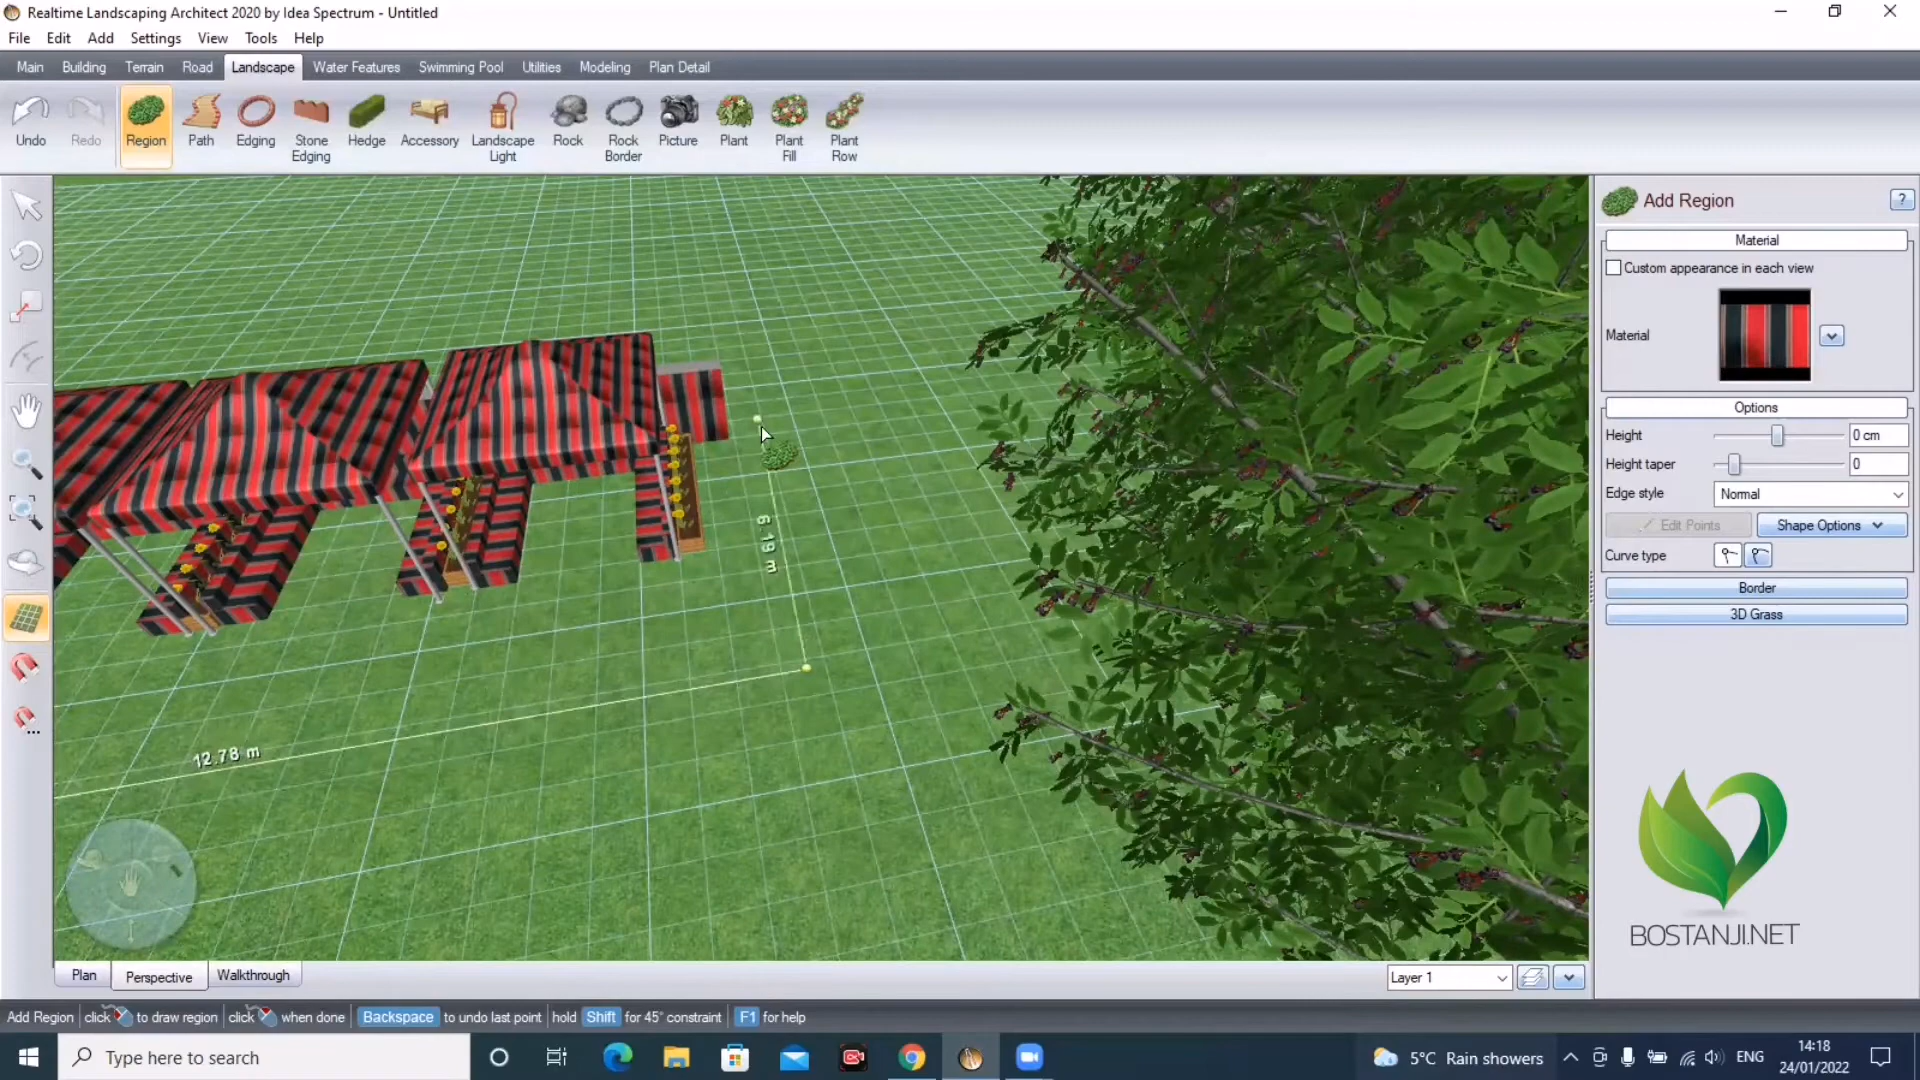 Realtime Landscaping Architect 2020 by Idea Spectrum - Untitled
File Edit Add Settings View Tools Help
Main Building Terrain Road Landscape Water Features Swimming Pool Utilities Modeling Plan Detail
Undo Redo Region Path Edging Stone Edging Hedge Accessory Landscape Light Rock Rock Border Picture Plant Plant Fill Plant Row
Add Region
?
Material
Custom appearance in each view
Material
Options
Height 0 cm
Height taper 0
Edge style Normal
Edit Points Shape Options
Curve type
Border
3D Grass
6.19 m
12.78 m
BOSTANJI.NET
Plan Perspective Walkthrough
Layer 1
Add Region click to draw region click when done Backspace to undo last point hold Shift for 45° constraint F1 for help
Type here to search
5°C Rain showers ENG
14:18
24/01/2022